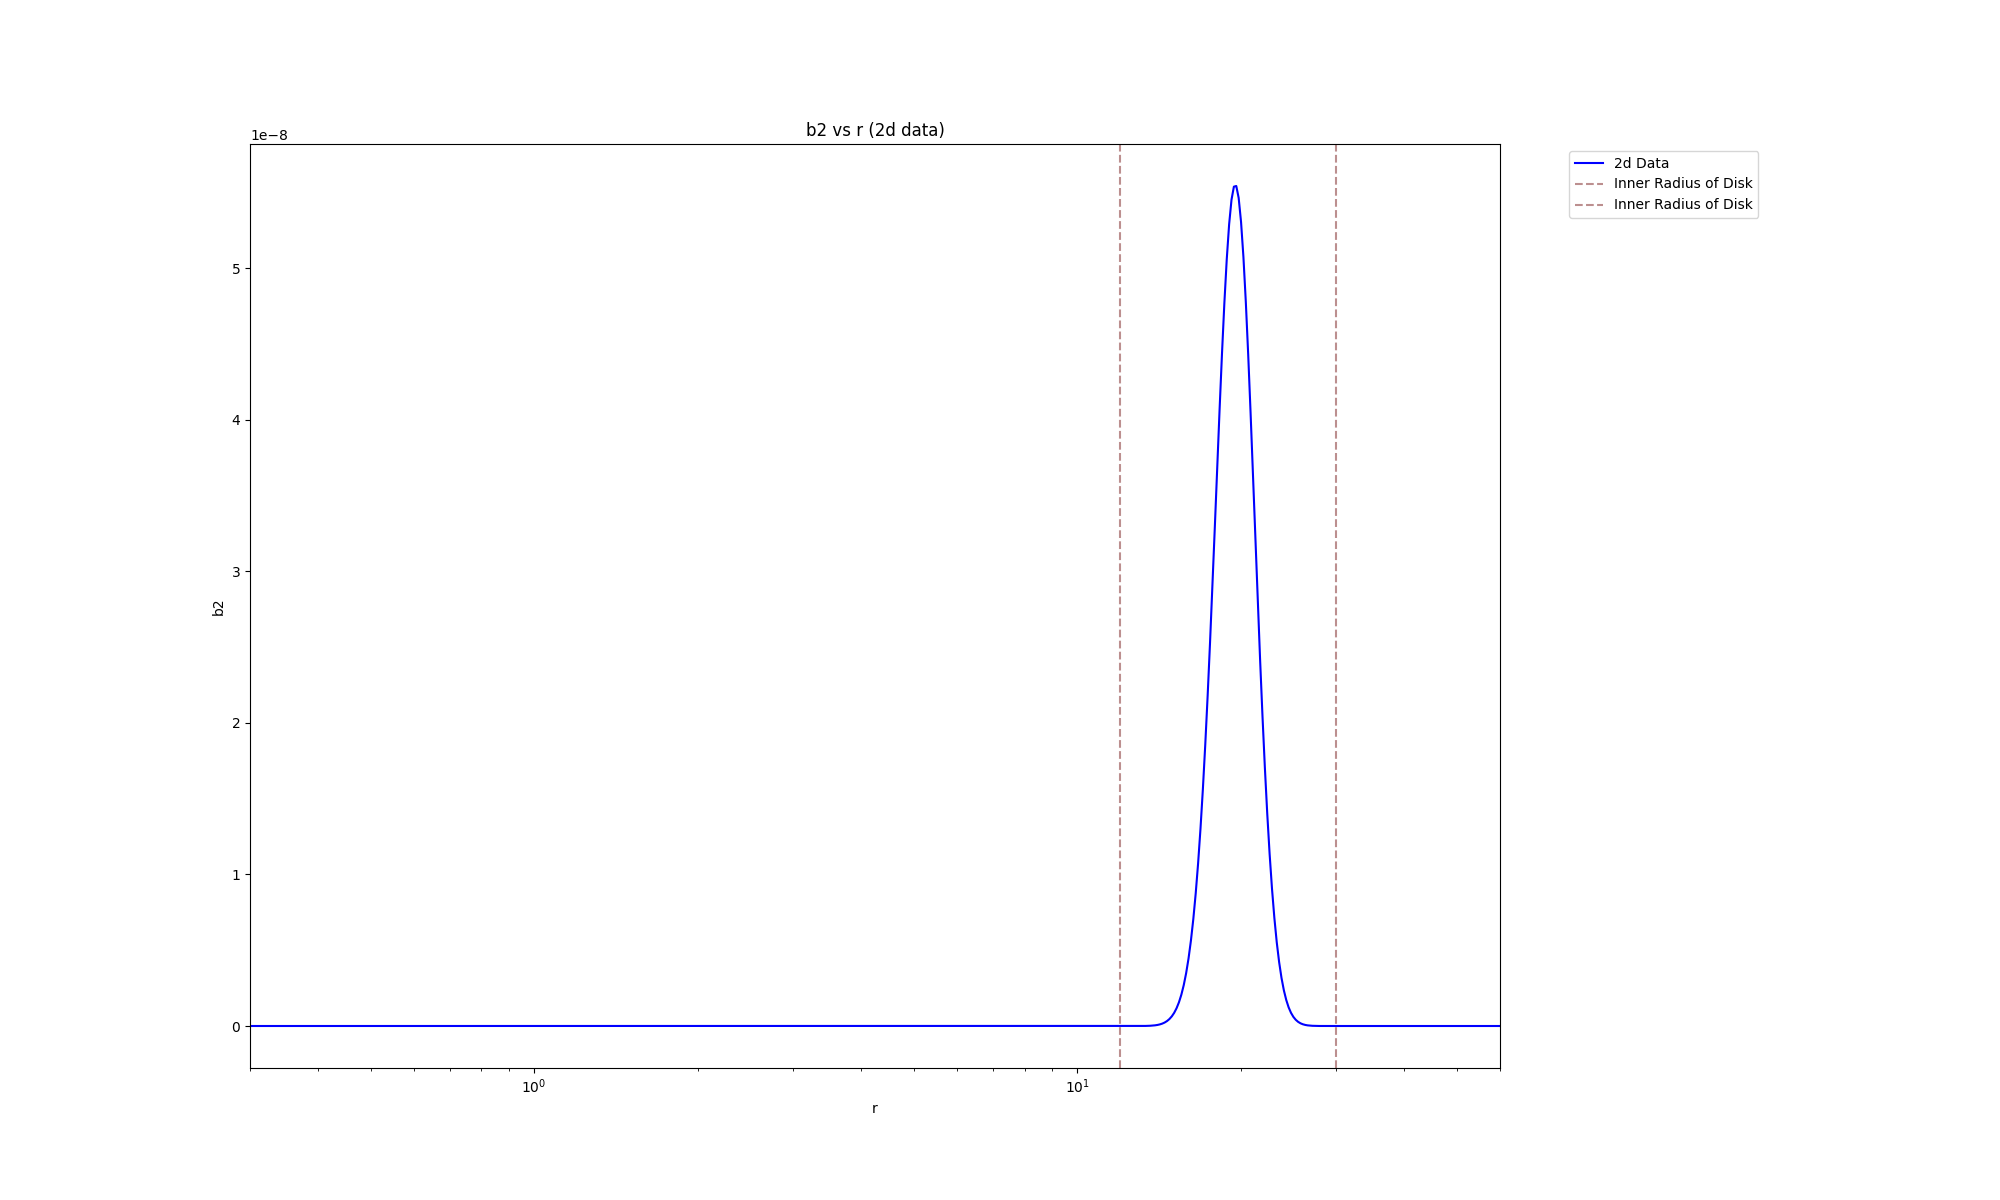 b2 vs r (2d data)
1e−8
2d Data
Inner Radius of Disk
Inner Radius of Disk
5
4
3
b2
2
1
0
10⁰
10¹
r